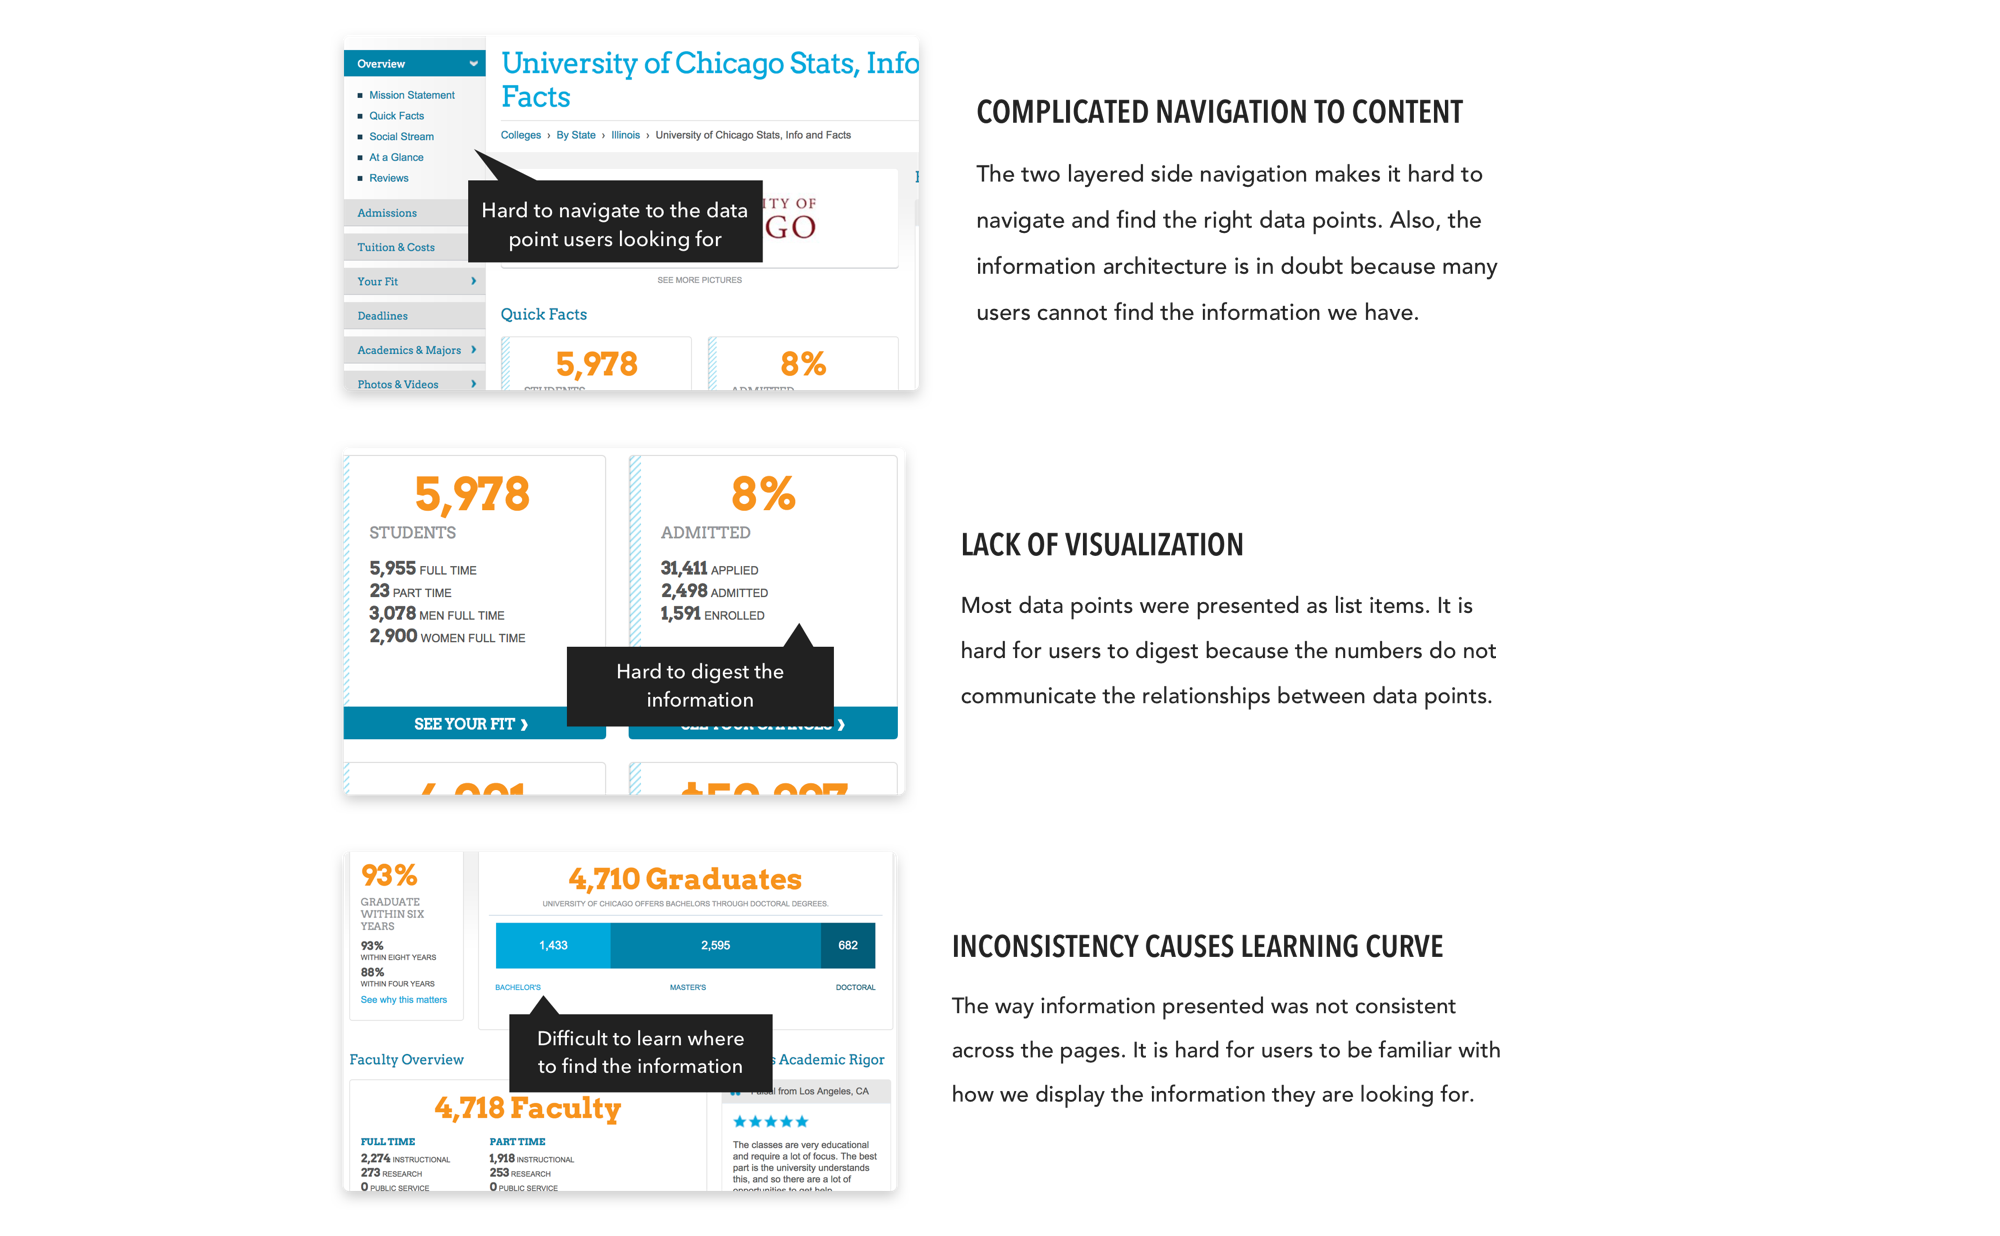 Overview
Mission Statement
Quick Facts
Social Stream
At a Glance
Reviews
Admissions
Tuition & Costs
Your Fit
Deadlines
Academics & Majors
Photos & Videos
University of Chicago Stats, Info
Facts
Colleges › By State › Illinois › University of Chicago Stats, Info and Facts
Hard to navigate to the data
point users looking for
ITY OF
GO
SEE MORE PICTURES
Quick Facts
5,978
STUDENTS
8%
ADMITTED
COMPLICATED NAVIGATION TO CONTENT
The two layered side navigation makes it hard to
navigate and find the right data points. Also, the
information architecture is in doubt because many
users cannot find the information we have.
5,978
STUDENTS
5,955 FULL TIME
23 PART TIME
3,078 MEN FULL TIME
2,900 WOMEN FULL TIME
SEE YOUR FIT ❯
8%
ADMITTED
31,411 APPLIED
2,498 ADMITTED
1,591 ENROLLED
Hard to digest the
information
SEE YOUR CHANCES ❯
LACK OF VISUALIZATION
Most data points were presented as list items. It is
hard for users to digest because the numbers do not
communicate the relationships between data points.
93%
GRADUATE
WITHIN SIX
YEARS
93%
WITHIN EIGHT YEARS
88%
WITHIN FOUR YEARS
See why this matters
4,710 Graduates
UNIVERSITY OF CHICAGO OFFERS BACHELORS THROUGH DOCTORAL DEGREES.
1,433 2,595 682
BACHELOR'S MASTER'S DOCTORAL
Difficult to learn where
to find the information
Faculty Overview
4,718 Faculty
FULL TIME
2,274 INSTRUCTIONAL
273 RESEARCH
0 PUBLIC SERVICE
PART TIME
1,918 INSTRUCTIONAL
253 RESEARCH
0 PUBLIC SERVICE
s Academic Rigor
Faisal from Los Angeles, CA
The classes are very educational
and require a lot of focus. The best
part is the university understands
this, and so there are a lot of
opportunities to get help
INCONSISTENCY CAUSES LEARNING CURVE
The way information presented was not consistent
across the pages. It is hard for users to be familiar with
how we display the information they are looking for.